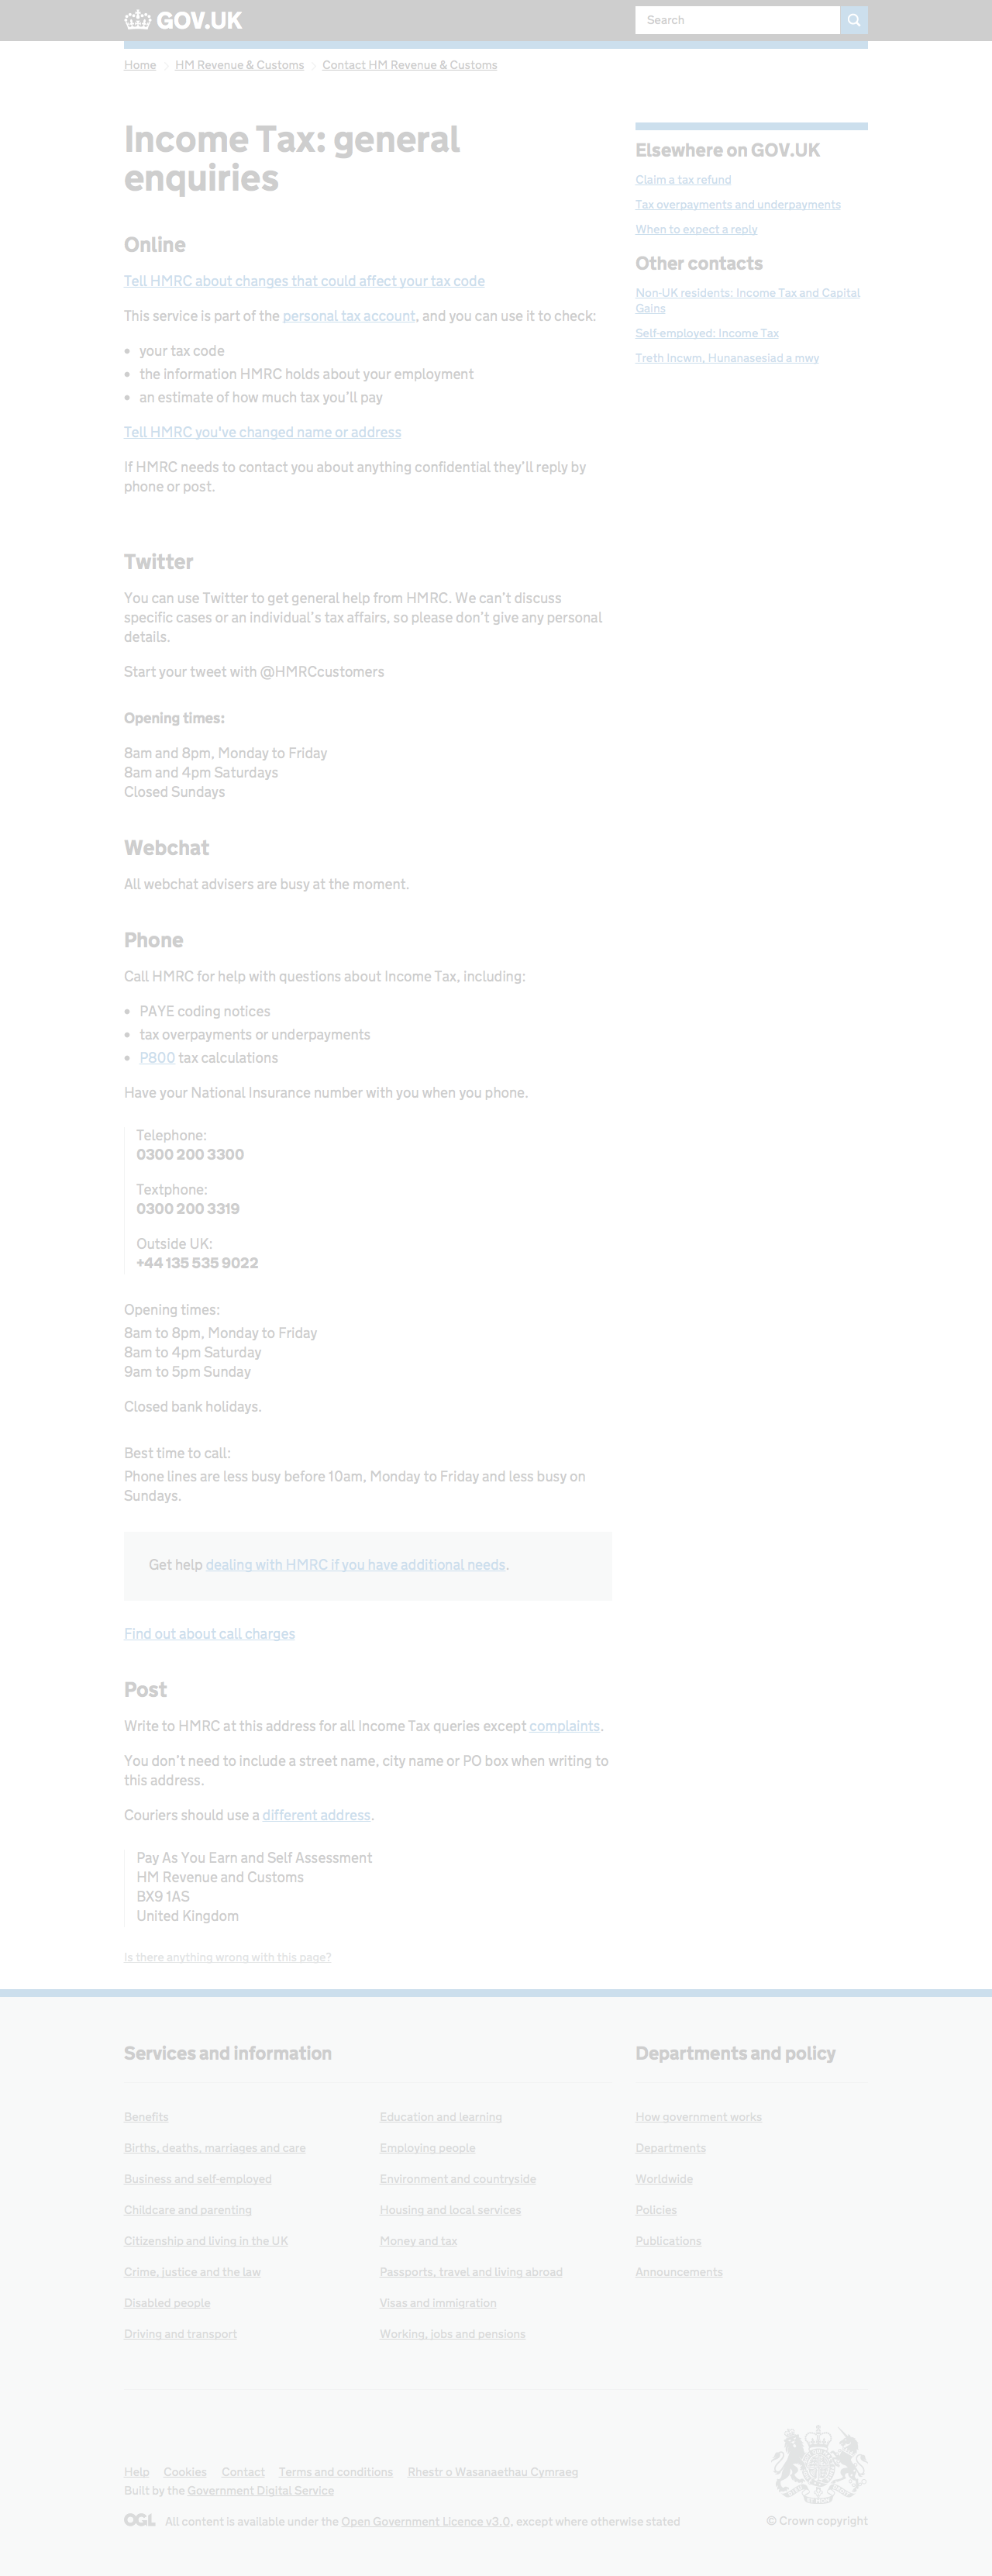 GOV.UK
Search
Home
HM Revenue & Customs
Contact HM Revenue & Customs
Income Tax: general
enquiries
Online
Tell HMRC about changes that could affect your tax code
This service is part of the personal tax account, and you can use it to check:
• your tax code
• the information HMRC holds about your employment
• an estimate of how much tax you’ll pay
Tell HMRC you've changed name or address
If HMRC needs to contact you about anything confidential they’ll reply by
phone or post.
Twitter
You can use Twitter to get general help from HMRC. We can’t discuss
specific cases or an individual’s tax affairs, so please don’t give any personal
details.
Start your tweet with @HMRCcustomers
Opening times:
8am and 8pm, Monday to Friday
8am and 4pm Saturdays
Closed Sundays
Webchat
All webchat advisers are busy at the moment.
Phone
Call HMRC for help with questions about Income Tax, including:
• PAYE coding notices
• tax overpayments or underpayments
• P800 tax calculations
Have your National Insurance number with you when you phone.
Telephone:
0300 200 3300
Textphone:
0300 200 3319
Outside UK:
+44 135 535 9022
Opening times:
8am to 8pm, Monday to Friday
8am to 4pm Saturday
9am to 5pm Sunday
Closed bank holidays.
Best time to call:
Phone lines are less busy before 10am, Monday to Friday and less busy on
Sundays.
Get help dealing with HMRC if you have additional needs.
Find out about call charges
Post
Write to HMRC at this address for all Income Tax queries except complaints.
You don’t need to include a street name, city name or PO box when writing to
this address.
Couriers should use a different address.
Pay As You Earn and Self Assessment
HM Revenue and Customs
BX9 1AS
United Kingdom
Is there anything wrong with this page?
Elsewhere on GOV.UK
Claim a tax refund
Tax overpayments and underpayments
When to expect a reply
Other contacts
Non-UK residents: Income Tax and Capital
Gains
Self-employed: Income Tax
Treth Incwm, Hunanasesiad a mwy
Services and information
Benefits
Births, deaths, marriages and care
Business and self-employed
Childcare and parenting
Citizenship and living in the UK
Crime, justice and the law
Disabled people
Driving and transport
Education and learning
Employing people
Environment and countryside
Housing and local services
Money and tax
Passports, travel and living abroad
Visas and immigration
Working, jobs and pensions
Departments and policy
How government works
Departments
Worldwide
Policies
Publications
Announcements
Help
Cookies
Contact
Terms and conditions
Rhestr o Wasanaethau Cymraeg
Built by the Government Digital Service
OGL
All content is available under the Open Government Licence v3.0, except where otherwise stated
© Crown copyright